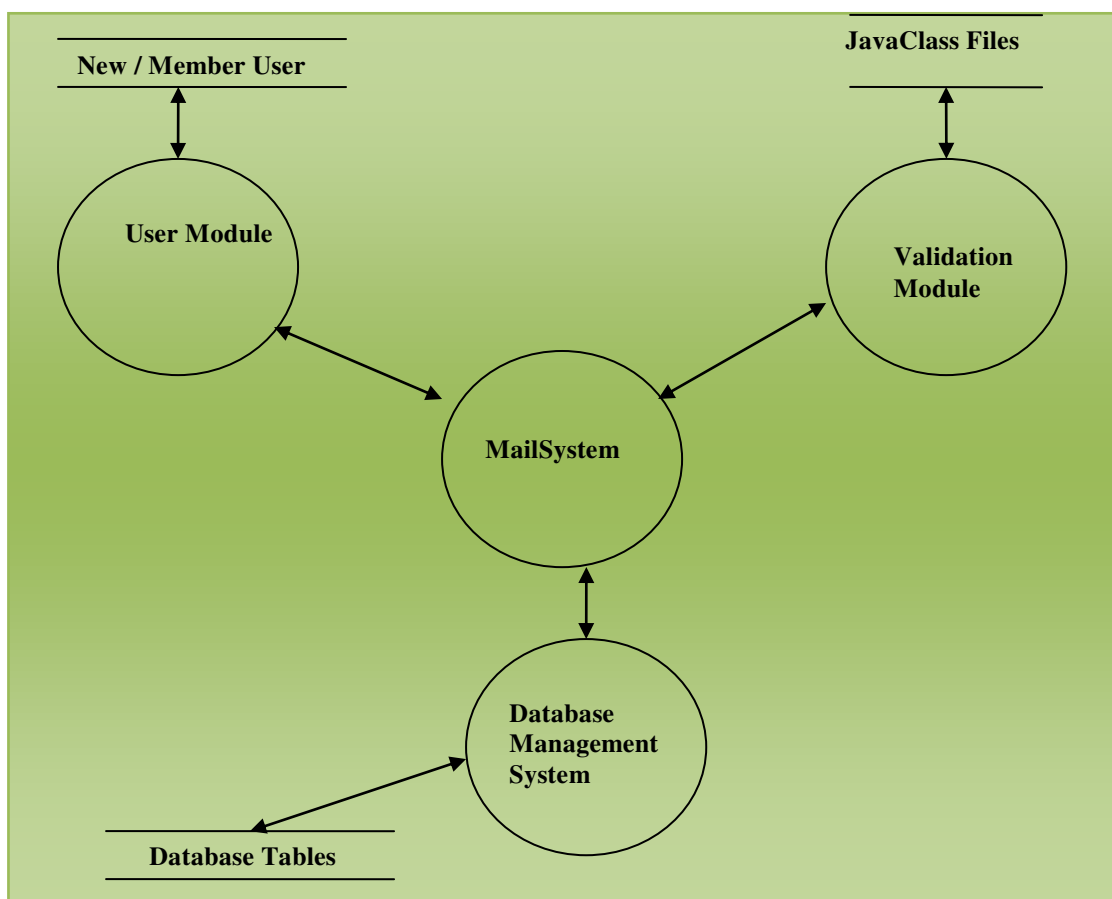 JavaClass Files
New / Member User
User Module
Validation
Module
MailSystem
Database
Management
System
Database Tables